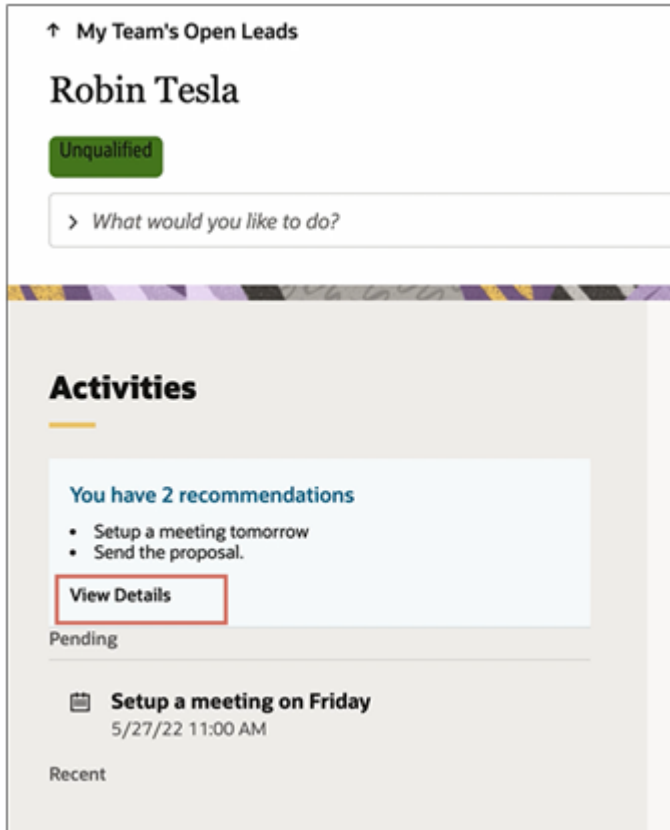 My Team's Open Leads
Robin Tesla
Unqualified
What would you like to do?
Activities
You have 2 recommendations
• Setup a meeting tomorrow
• Send the proposal.
View Details
Pending
Setup a meeting on Friday
5/27/22 11:00 AM
Recent